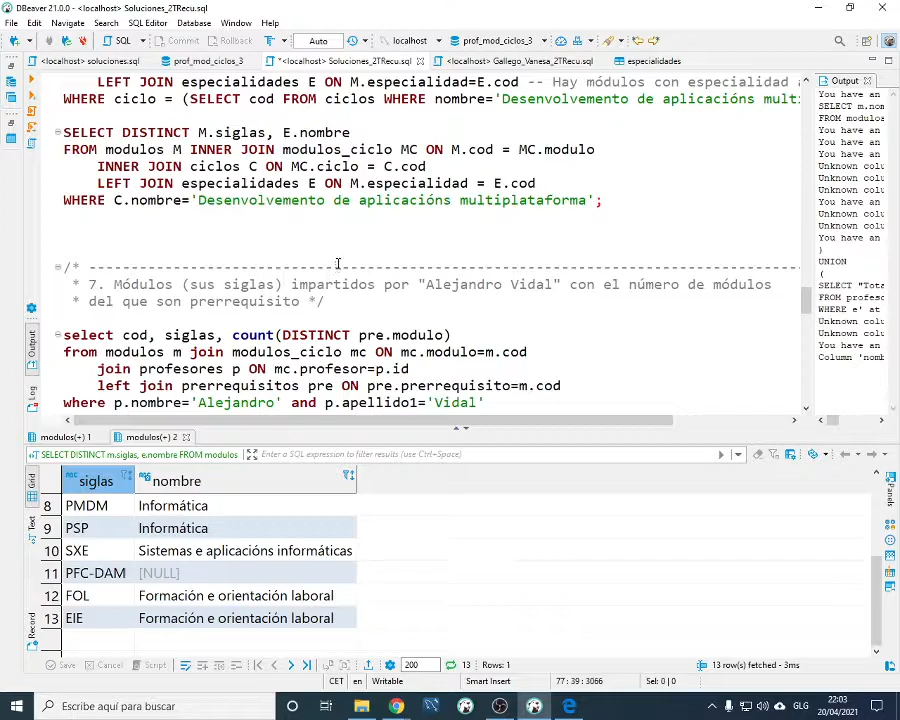 DBeaver 21.0.0 - <localhost> Soluciones_2TRecu.sql
File Edit Navigate Search SQL Editor Database Window Help
SQL Commit Rollback Auto localhost prof_mod_ciclos_3
<localhost> soluciones.sql prof_mod_ciclos_3 *<localhost> Soluciones_2TRecu.sql <localhost> Gallego_Vanesa_2TRecu.sql especialidades
LEFT JOIN especialidades E ON M.especialidad=E.cod -- Hay módulos con especialidad a
WHERE ciclo = (SELECT cod FROM ciclos WHERE nombre='Desenvolvemento de aplicacións multi
SELECT DISTINCT M.siglas, E.nombre
FROM modulos M INNER JOIN modulos_ciclo MC ON M.cod = MC.modulo
INNER JOIN ciclos C ON MC.ciclo = C.cod
LEFT JOIN especialidades E ON M.especialidad = E.cod
WHERE C.nombre='Desenvolvemento de aplicacións multiplataforma';
/* -------------------------------------------------------------------------------------
* 7. Módulos (sus siglas) impartidos por "Alejandro Vidal" con el número de módulos
* del que son prerrequisito */
select cod, siglas, count(DISTINCT pre.modulo)
from modulos m join modulos_ciclo mc ON mc.modulo=m.cod
join profesores p ON mc.profesor=p.id
left join prerrequisitos pre ON pre.prerrequisito=m.cod
where p.nombre='Alejandro' and p.apellido1='Vidal'
Output
You have an
SELECT m.nom
FROM modulos
You have an
You have an
You have an
Unknown colu
Unknown colu
Unknown colu
You have an
Unknown colu
Unknown colu
You have an
)
UNION
(
SELECT "Tota
FROM profeso
WHERE e' at
Unknown colu
Unknown colu
You have an
Column 'nomb
Output
Log
modulos(+) 1 modulos(+) 2
SELECT DISTINCT m.siglas, e.nombre FROM modulos Enter a SQL expression to filter results (Ctrl+Space)
Grid
Text
Record
Panels
siglas nombre
8 PMDM Informática
9 PSP Informática
10 SXE Sistemas e aplicacións informáticas
11 PFC-DAM [NULL]
12 FOL Formación e orientación laboral
13 EIE Formación e orientación laboral
Save Cancel Script 200 13 Rows: 1 13 row(s) fetched - 3ms
CET en Writable Smart Insert 77 : 39 : 3066 Sel: 0 | 0
Escribe aquí para buscar
GLG
22:03
20/04/2021